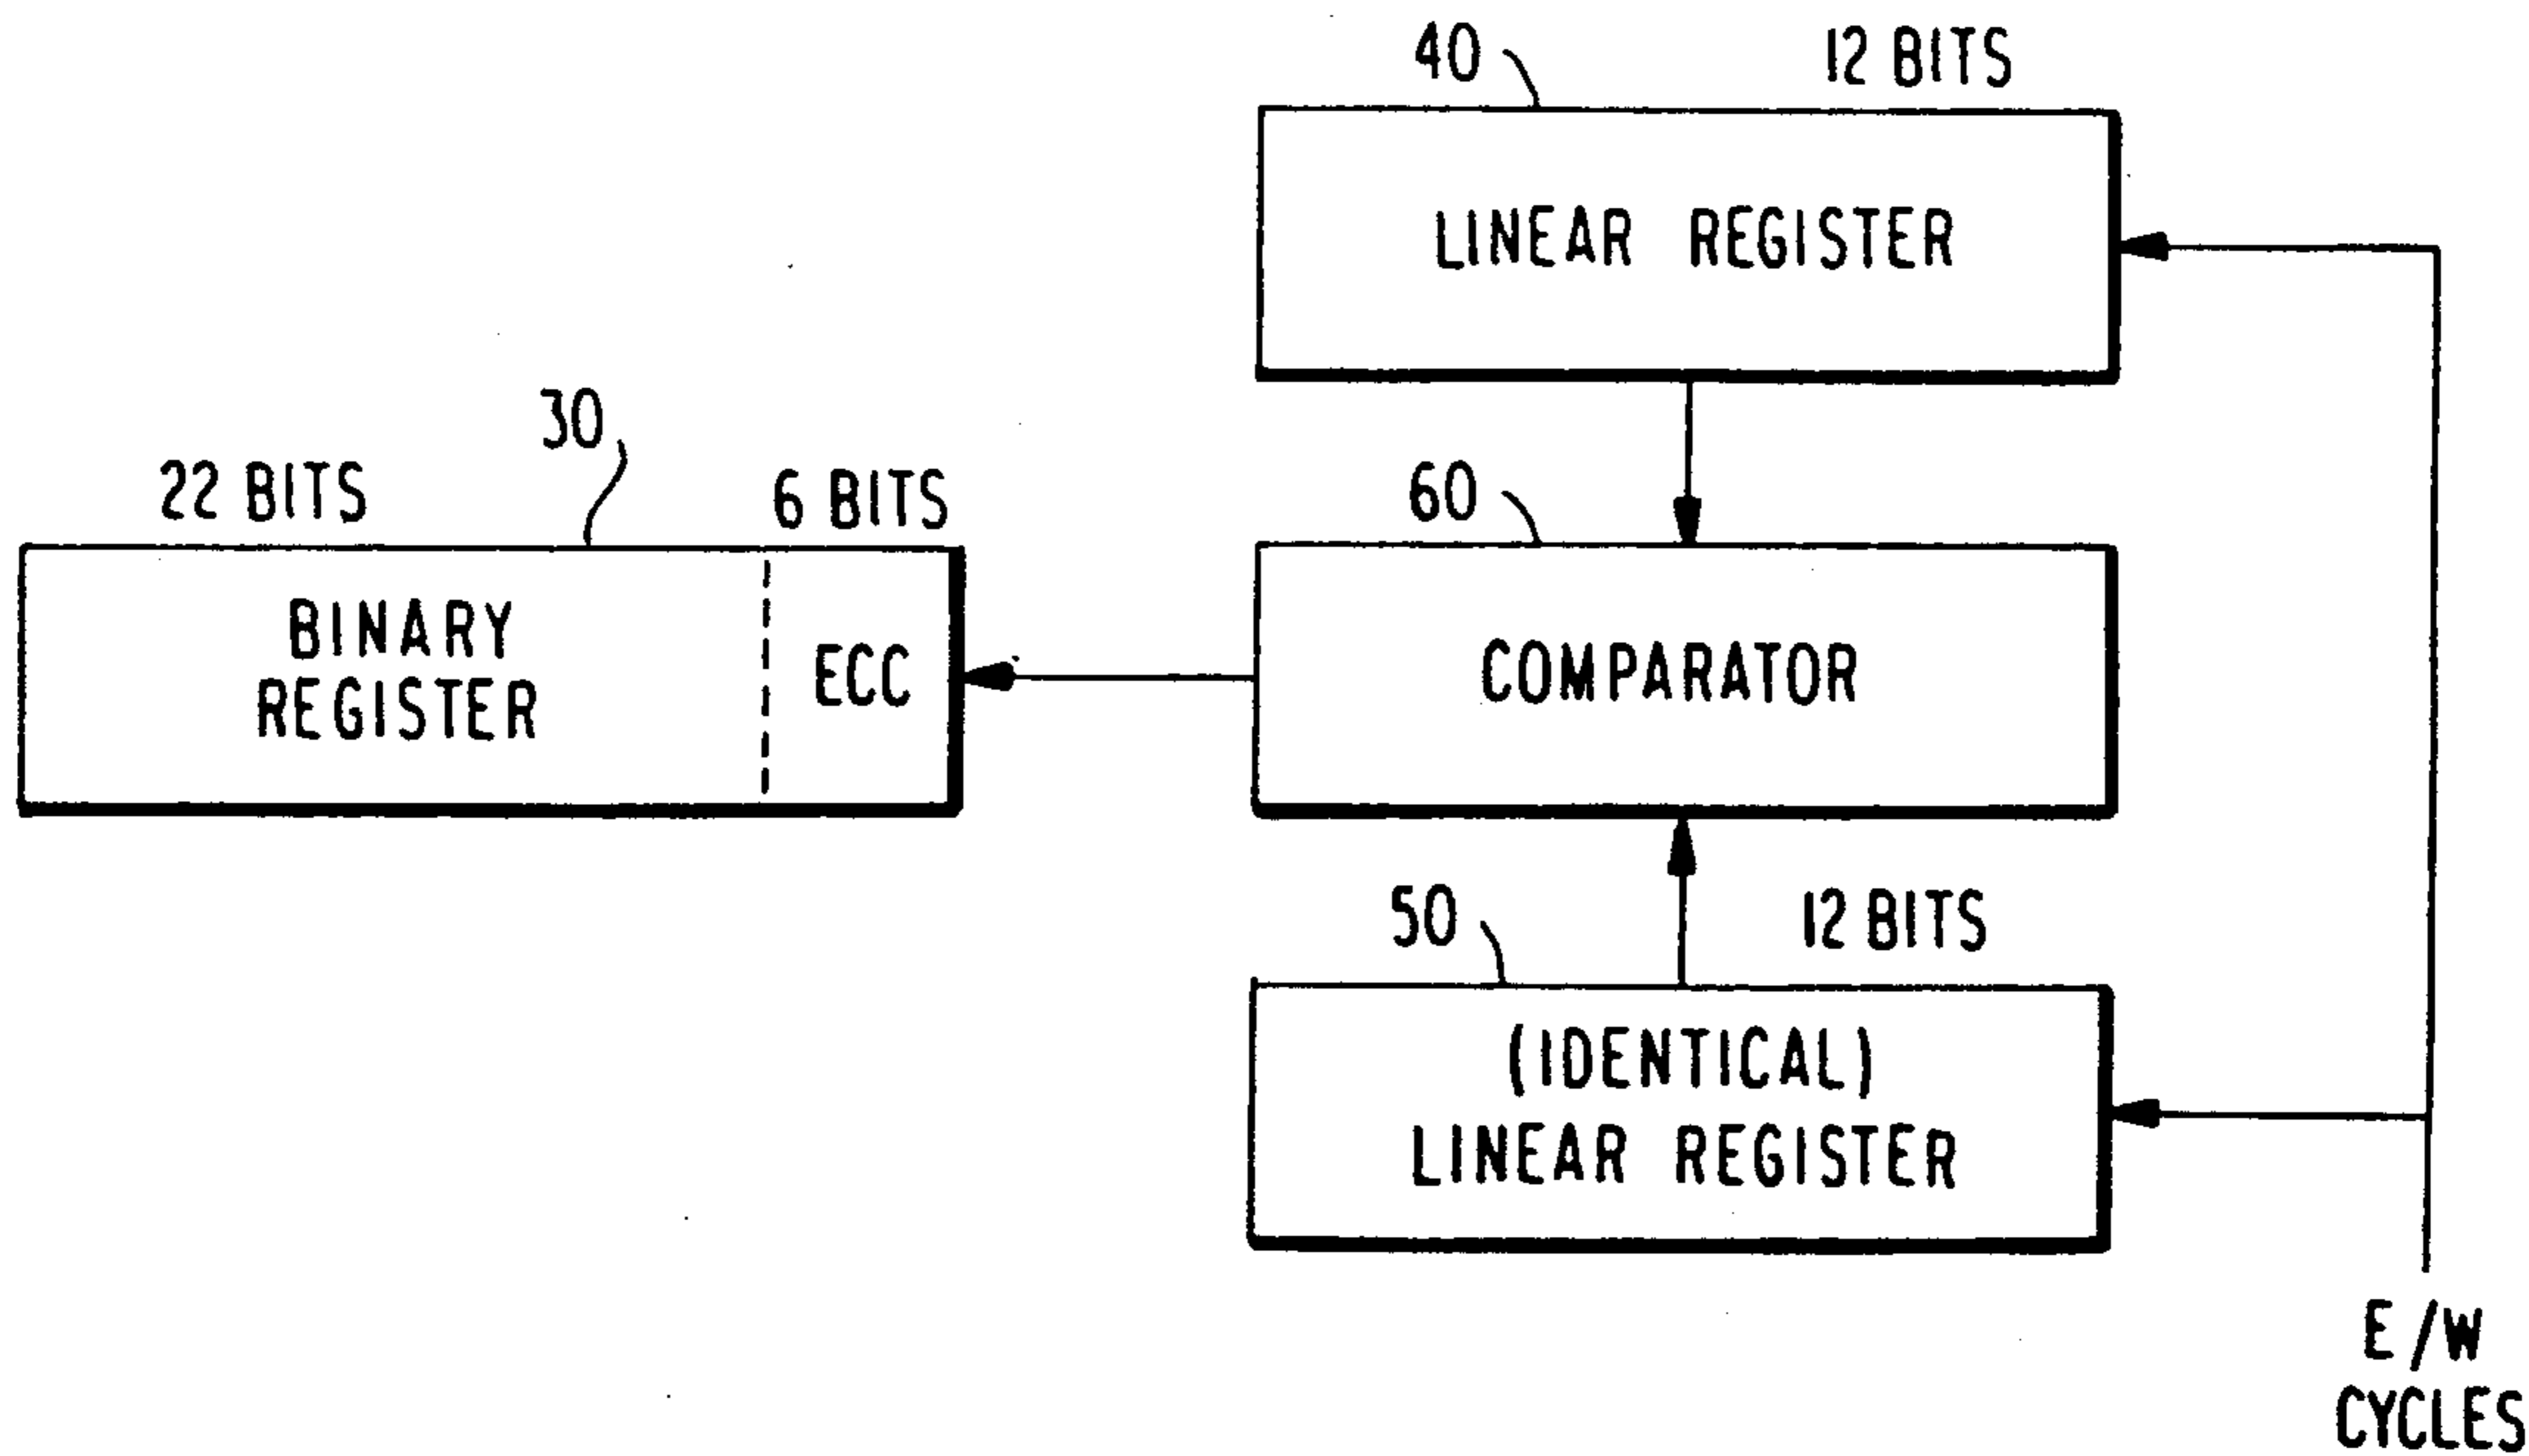 40
12 BITS
LINEAR REGISTER
30
22 BITS
6 BITS
60
BINARY
REGISTER
ECC
COMPARATOR
50
12 BITS
(IDENTICAL)
LINEAR REGISTER
E/W
CYCLES